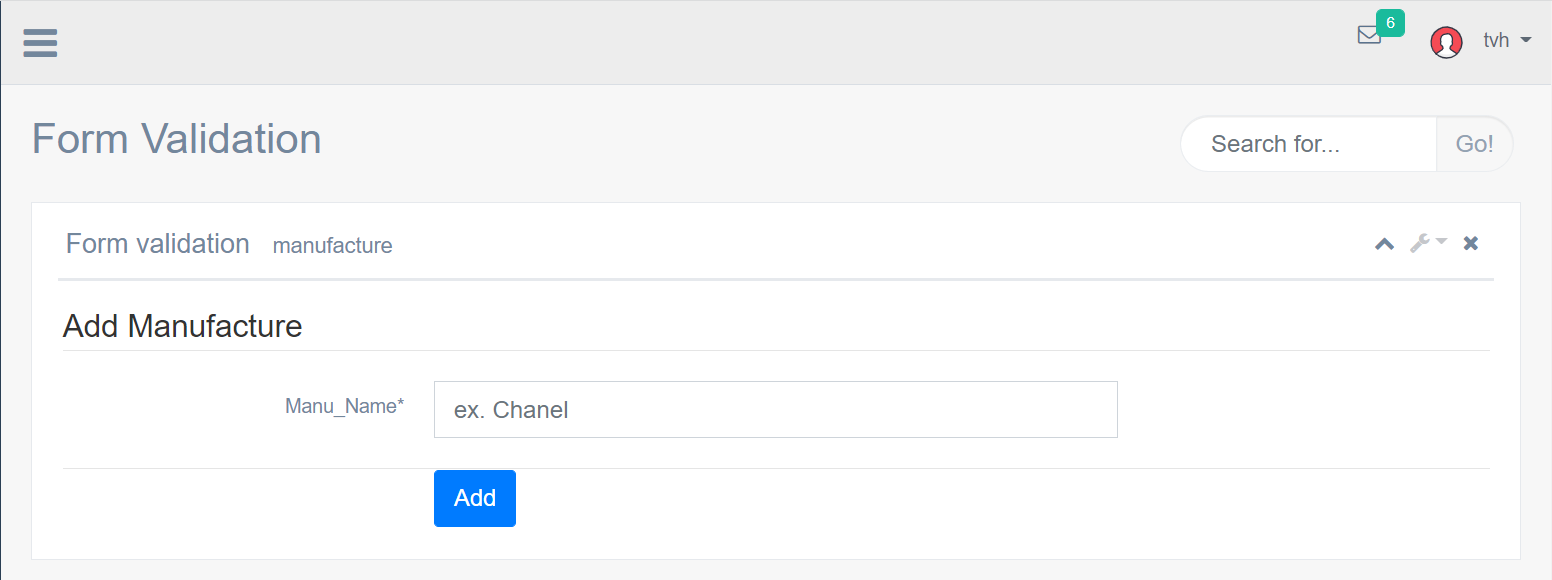 6
tvh
Form Validation
Search for... Go!
Form validation manufacture
Add Manufacture
Manu_Name* ex. Chanel
Add